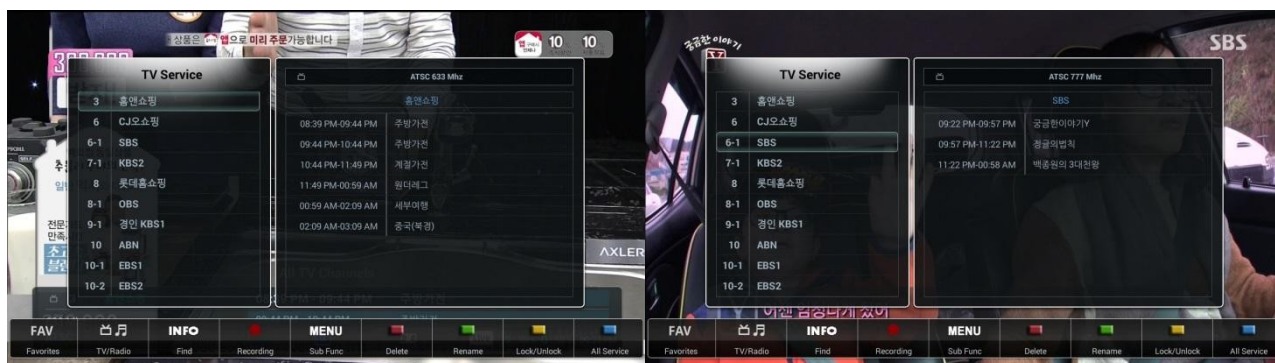 상품은 앱으로 미리 주문가능합니다
10 10
TV Service
3 홈앤쇼핑
6 CJ오쇼핑
6-1 SBS
7-1 KBS2
8 롯데홈쇼핑
8-1 OBS
9-1 경인 KBS1
10 ABN
10-1 EBS1
10-2 EBS2
ATSC 633 Mhz
홈앤쇼핑
08:39 PM-09:44 PM 주방가전
09:44 PM-10:44 PM 주방가전
10:44 PM-11:49 PM 계절가전
11:49 PM-00:59 AM 원더레그
00:59 AM-02:09 AM 세부여행
02:09 AM-03:09 AM 중국(북경)
AXLER
All TV Channels
FAV INFO MENU
Favorites TV/Radio Find Recording Sub Func Delete Rename Lock/Unlock All Service
궁금한 이야기 Y
SBS
TV Service
3 홈앤쇼핑
6 CJ오쇼핑
6-1 SBS
7-1 KBS2
8 롯데홈쇼핑
8-1 OBS
9-1 경인 KBS1
10 ABN
10-1 EBS1
10-2 EBS2
ATSC 777 Mhz
SBS
09:22 PM-09:57 PM 궁금한이야기Y
09:57 PM-11:22 PM 정글의법칙
11:22 PM-00:58 AM 백종원의 3대천왕
FAV INFO MENU
Favorites TV/Radio Find Recording Sub Func Delete Rename Lock/Unlock All Service